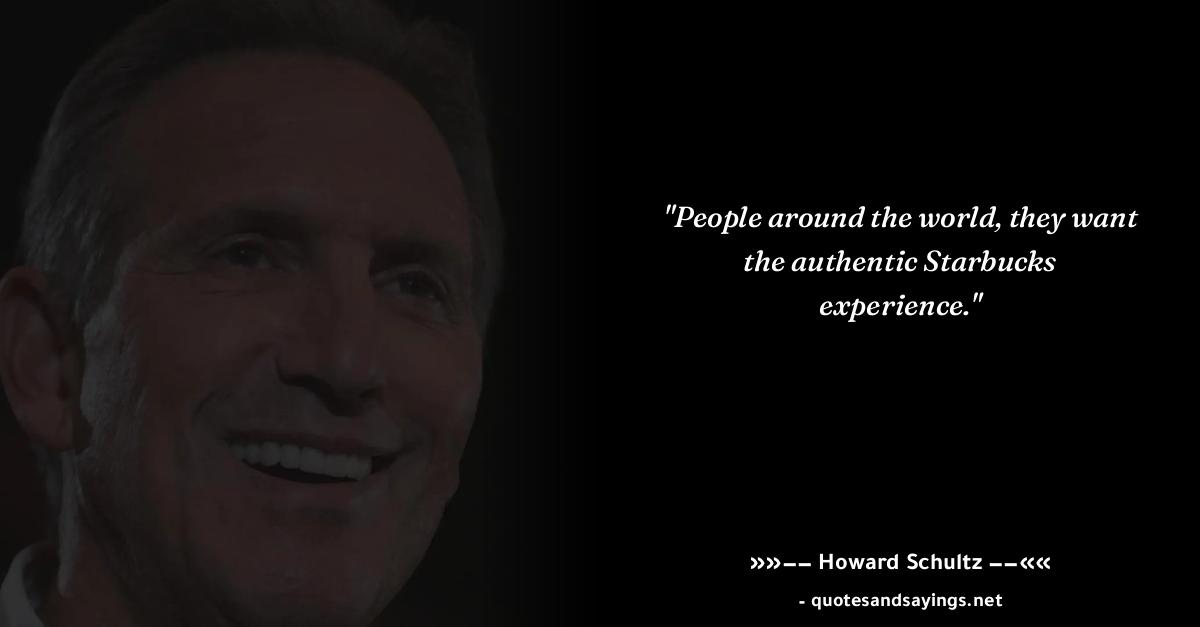 "People around the world, they want
the authentic Starbucks
experience."
»»–– Howard Schultz ––««
- quotesandsayings.net